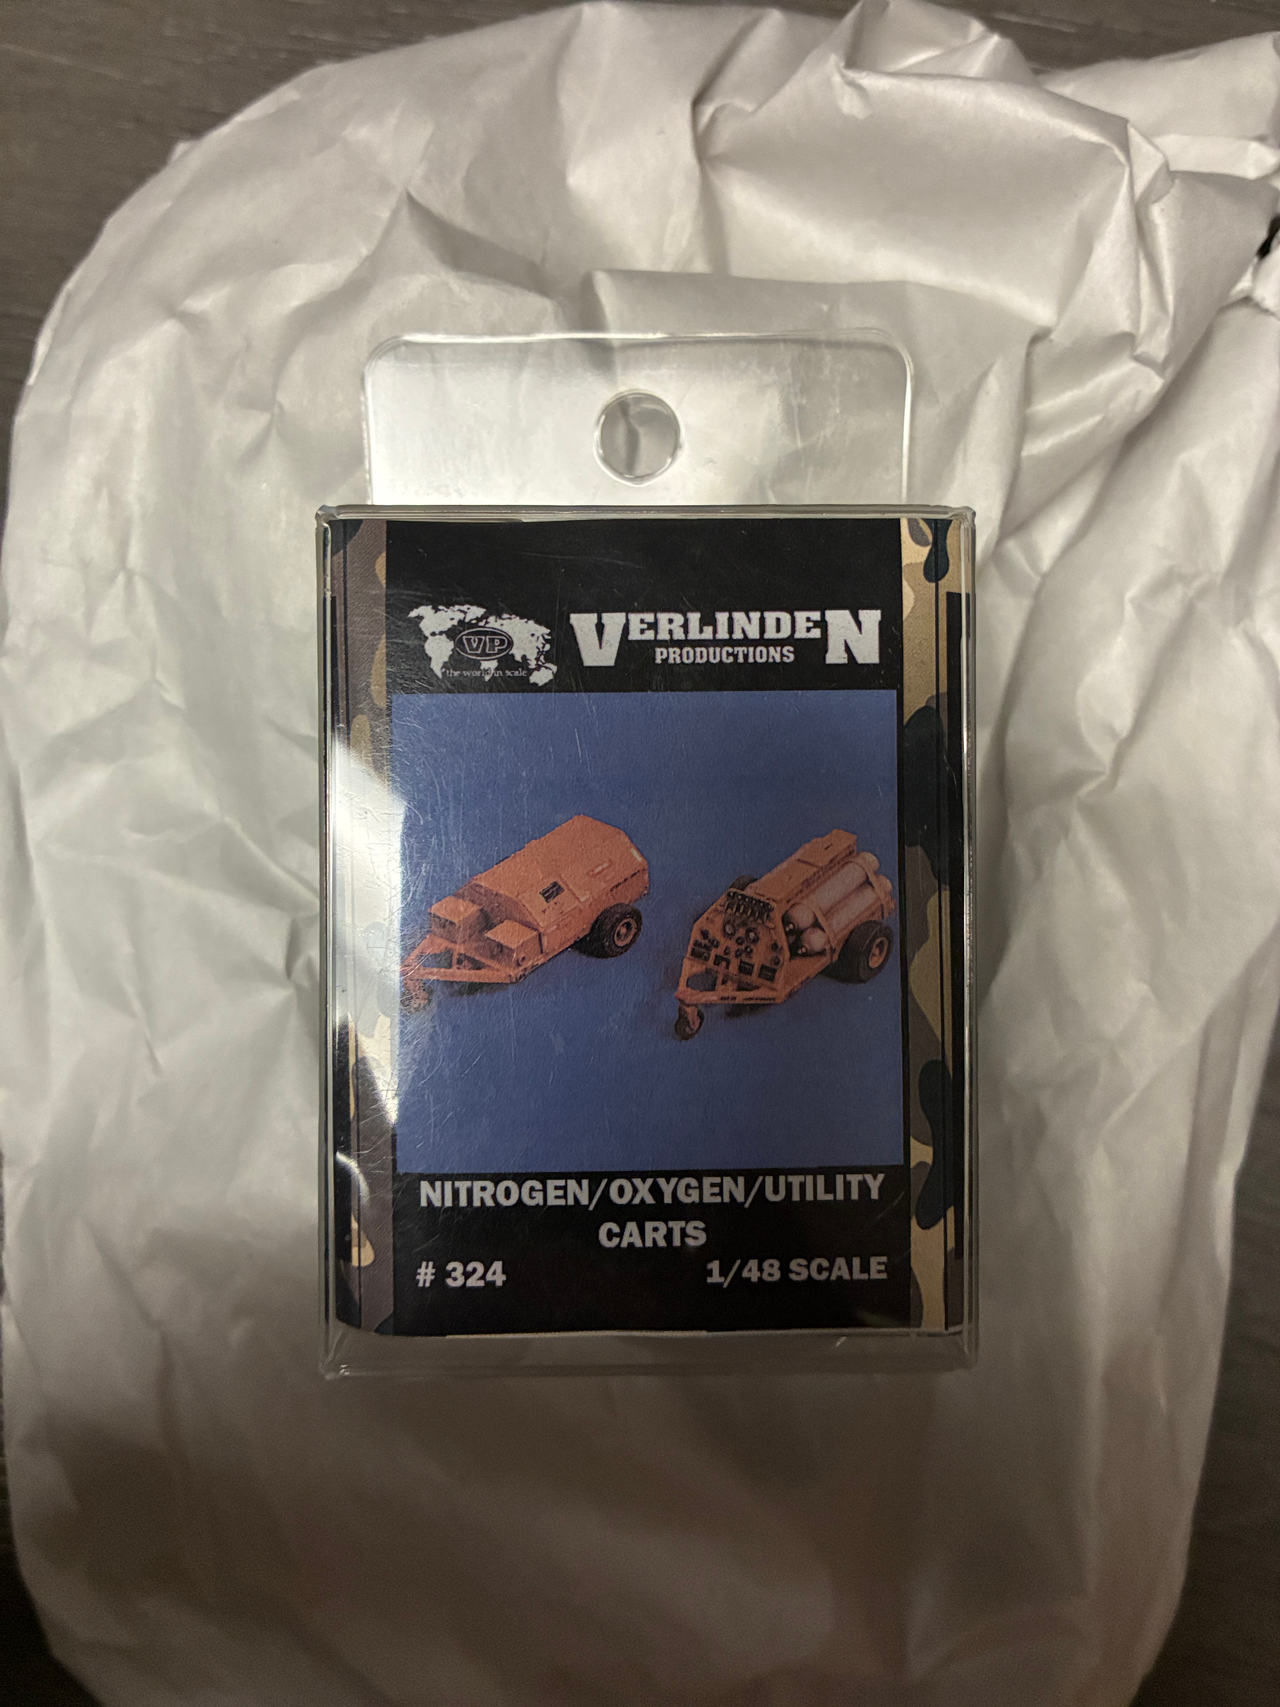 VP
the world in scale
VERLINDEN
PRODUCTIONS
NITROGEN/OXYGEN/UTILITY
CARTS
# 324
1/48 SCALE